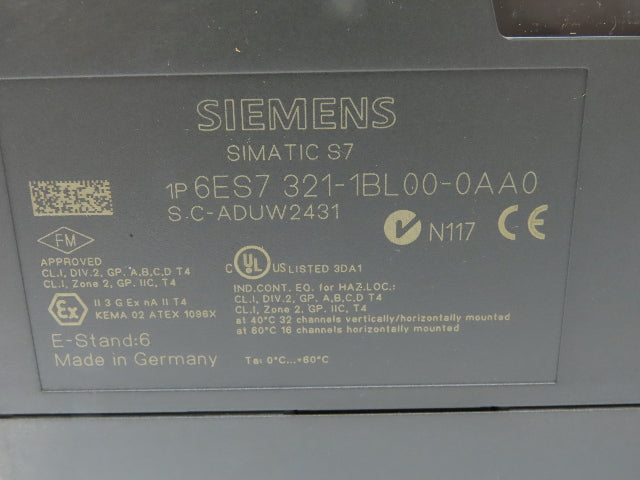 SIEMENS
SIMATIC S7
1P 6ES7 321-1BL00-0AA0
S C-ADUW2431
N117 CE
FM
APPROVED
CL.I, DIV.2, GP. A,B,C,D T4
CL.I, Zone 2, GP. IIC, T4
Ex II 3 G Ex nA II T4
KEMA 02 ATEX 1096X
E-Stand:6
Made in Germany
C UL US LISTED 3DA1
IND.CONT. EQ. for HAZ.LOC.:
CL.I, DIV.2, GP. A,B,C,D T4
CL.I, Zone 2, GP. IIC, T4
at 40°C 32 channels vertically/horizontally mounted
at 60°C 16 channels horizontally mounted
Ta: 0°C...+60°C